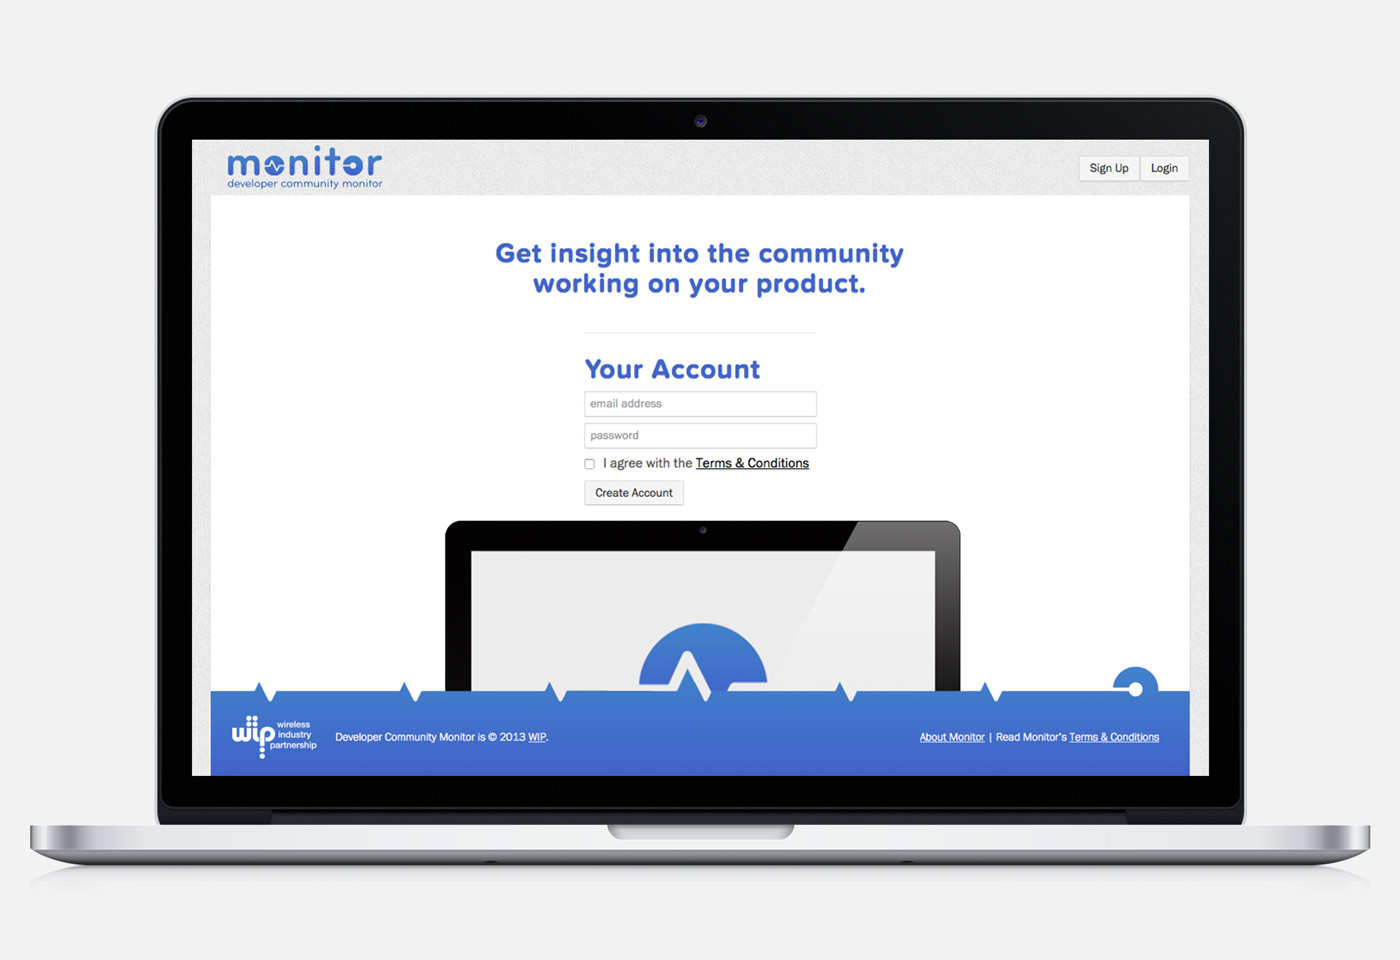 monitor
developer community monitor
Sign Up
Login
Get insight into the community
working on your product.
Your Account
email address
password
I agree with the Terms & Conditions
Create Account
wip
wireless
industry
partnership
Developer Community Monitor is © 2013 WIP.
About Monitor | Read Monitor's Terms & Conditions